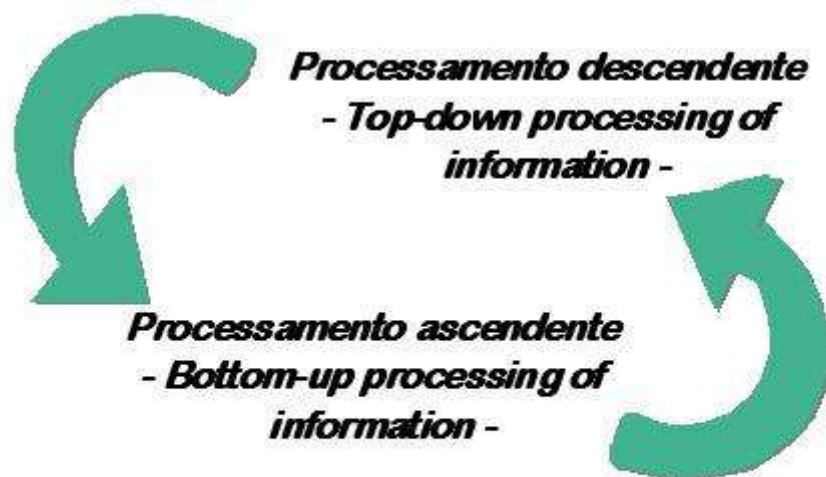 Processamento descendente
- Top-down processing of
information -
Processamento ascendente
- Bottom-up processing of
information -